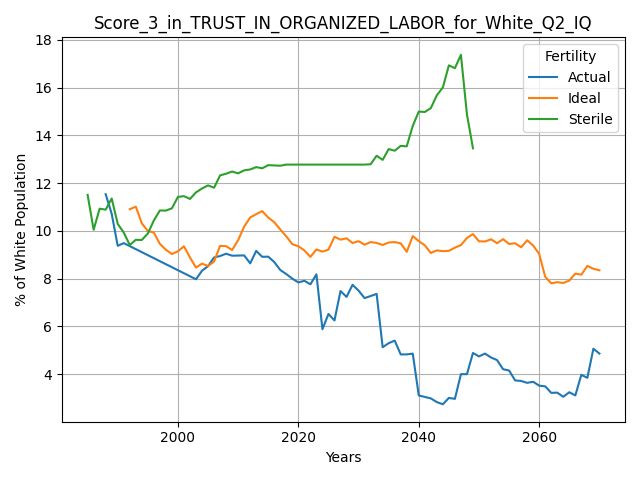 Score_3_in_TRUST_IN_ORGANIZED_LABOR_for_White_Q2_IQ
18
16
14
12
10
8
6
4
% of White Population
Fertility
Actual
Ideal
Sterile
2000
2020
2040
2060
Years